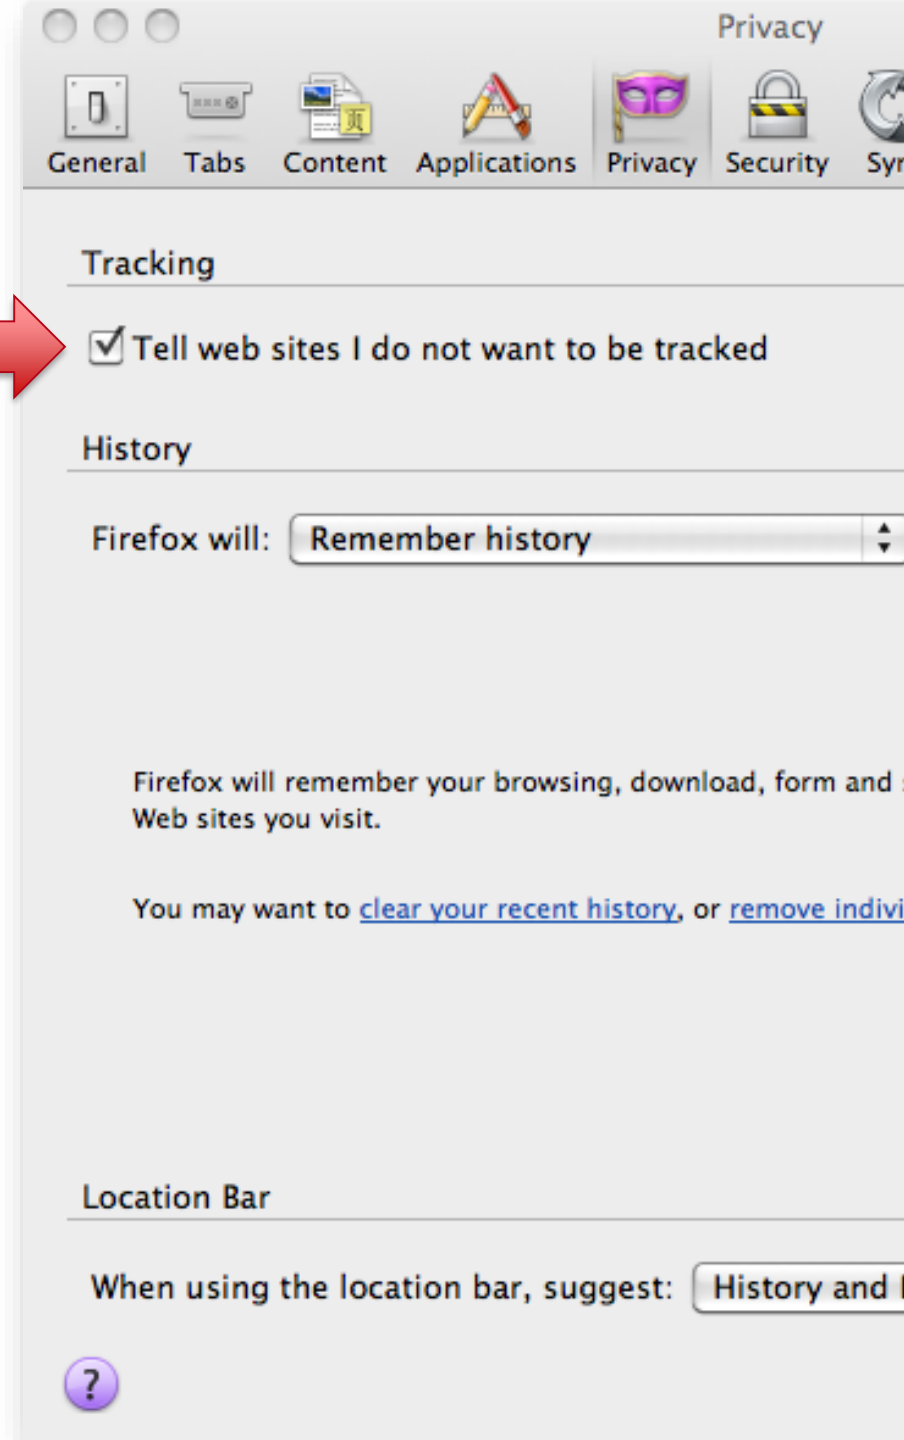 Privacy
General Tabs Content Applications Privacy Security
Tracking
Tell web sites I do not want to be tracked
History
Firefox will: Remember history
Firefox will remember your browsing, download, form and
Web sites you visit.
You may want to clear your recent history, or remove
Location Bar
When using the location bar, suggest: History and
?